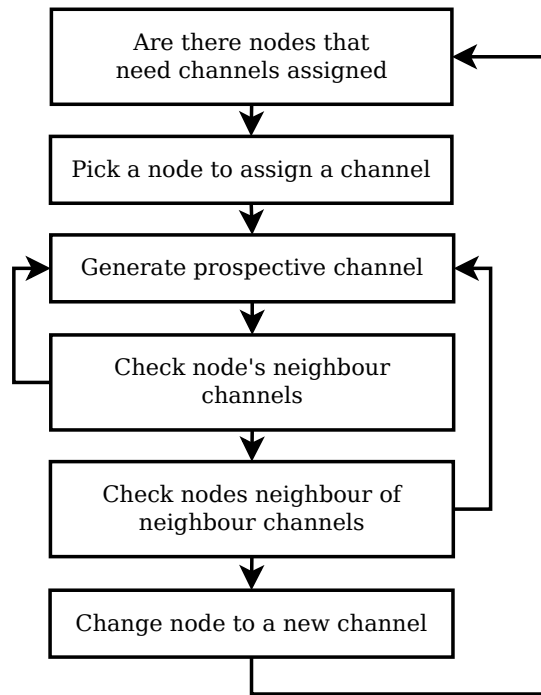 Are there nodes that
need channels assigned
Pick a node to assign a channel
Generate prospective channel
Check node's neighbour
channels
Check nodes neighbour of
neighbour channels
Change node to a new channel